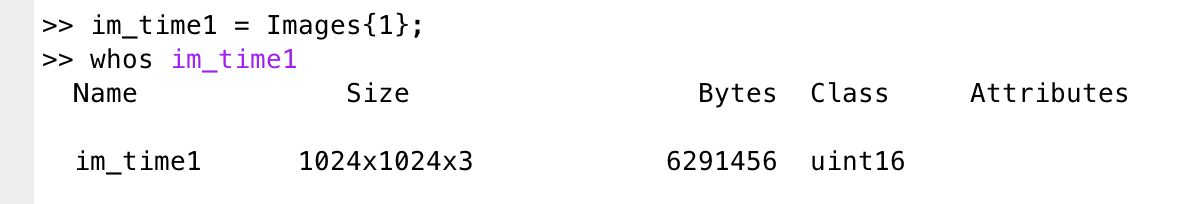 >> im_time1 = Images{1};
>> whos im_time1
Name Size Bytes Class Attributes
im_time1 1024x1024x3 6291456 uint16